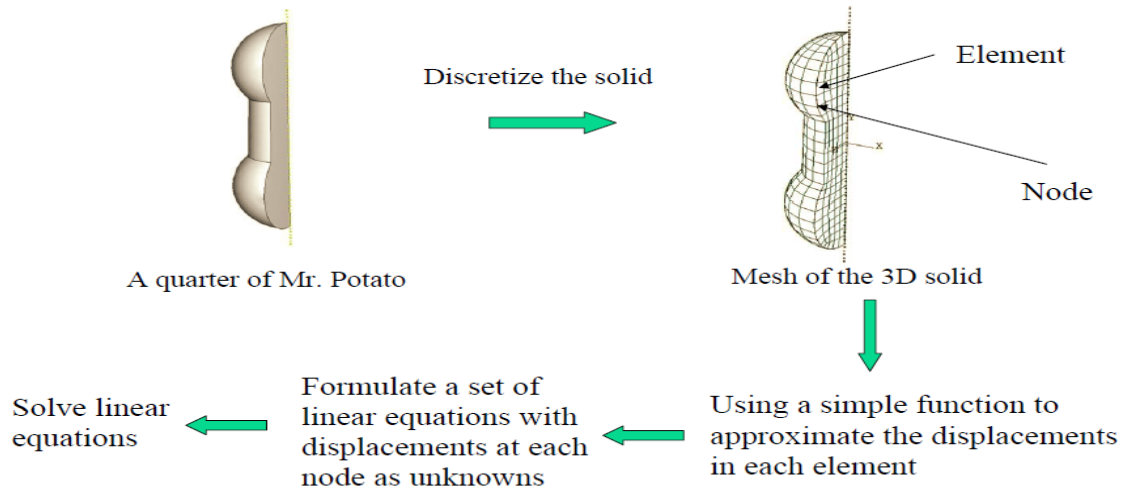 Discretize the solid
Element
Node
A quarter of Mr. Potato
Mesh of the 3D solid
X
Using a simple function to
approximate the displacements
in each element
Formulate a set of
linear equations with
displacements at each
node as unknowns
Solve linear
equations